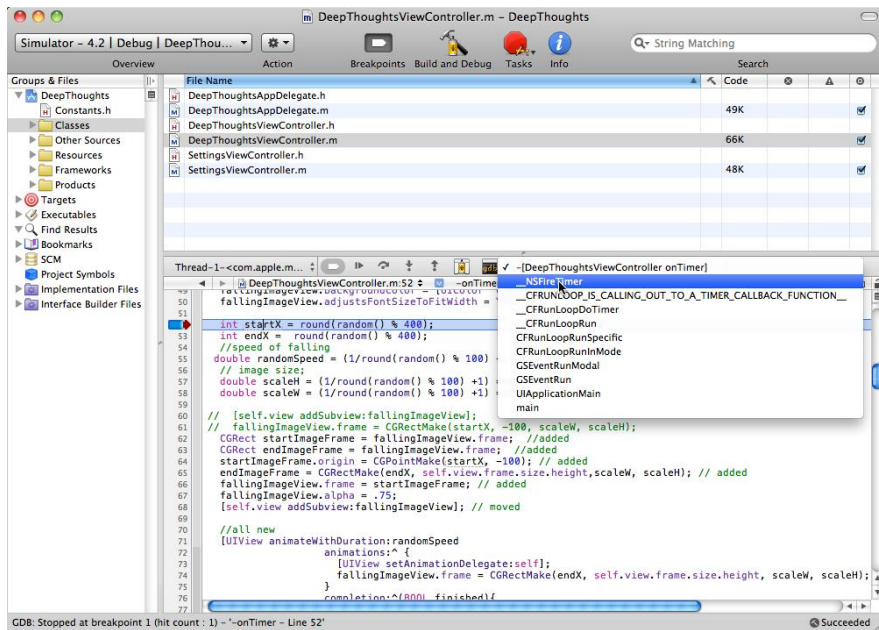 DeepThoughtsViewController.m – DeepThoughts
Simulator – 4.2 | Debug | DeepThou...
String Matching
Overview
Action
Breakpoints
Build and Debug
Tasks
Info
Search
Groups & Files
DeepThoughts
Constants.h
Classes
Other Sources
Resources
Frameworks
Products
Targets
Executables
Find Results
Bookmarks
SCM
Project Symbols
Implementation Files
Interface Builder Files
File Name
Code
DeepThoughtsAppDelegate.h
DeepThoughtsAppDelegate.m 49K
DeepThoughtsViewController.h
DeepThoughtsViewController.m 66K
SettingsViewController.h
SettingsViewController.m 48K
Thread-1-<com.apple.m...
DeepThoughtsViewController.m:52
-onTime
-[DeepThoughtsViewController onTimer]
__NSFireTimer
__CFRUNLOOP_IS_CALLING_OUT_TO_A_TIMER_CALLBACK_FUNCTION__
__CFRunLoopDoTimer
__CFRunLoopRun
CFRunLoopRunSpecific
CFRunLoopRunInMode
GSEventRunModal
GSEventRun
UIApplicationMain
main
49 fallingImageView.backgroundColor = [UIColor
50 fallingImageView.adjustsFontSizeToFitWidth =
51
int startX = round(random() % 400);
53 int endX = round(random() % 400);
54 //speed of falling
55 double randomSpeed = (1/round(random() % 100)
56 // image size;
57 double scaleH = (1/round(random() % 100) +1) =
58 double scaleW = (1/round(random() % 100) +1) =
59
60 // [self.view addSubview:fallingImageView];
61 // fallingImageView.frame = CGRectMake(startX, -100, scaleW, scaleH);
62 CGRect startImageFrame = fallingImageView.frame; //added
63 CGRect endImageFrame = fallingImageView.frame; //added
64 startImageFrame.origin = CGPointMake(startX, -100); // added
65 endImageFrame = CGRectMake(endX, self.view.frame.size.height,scaleW, scaleH); // added
66 fallingImageView.frame = startImageFrame; // added
67 fallingImageView.alpha = .75;
68 [self.view addSubview:fallingImageView]; // moved
69
70 //all new
71 [UIView animateWithDuration:randomSpeed
72 animations:^ {
73 [UIView setAnimationDelegate:self];
74 fallingImageView.frame = CGRectMake(endX, self.view.frame.size.height, scaleW, scaleH);
75 }
76 completion:^(BOOL finished){
77
GDB: Stopped at breakpoint 1 (hit count : 1) – '-onTimer – Line 52'
Succeeded